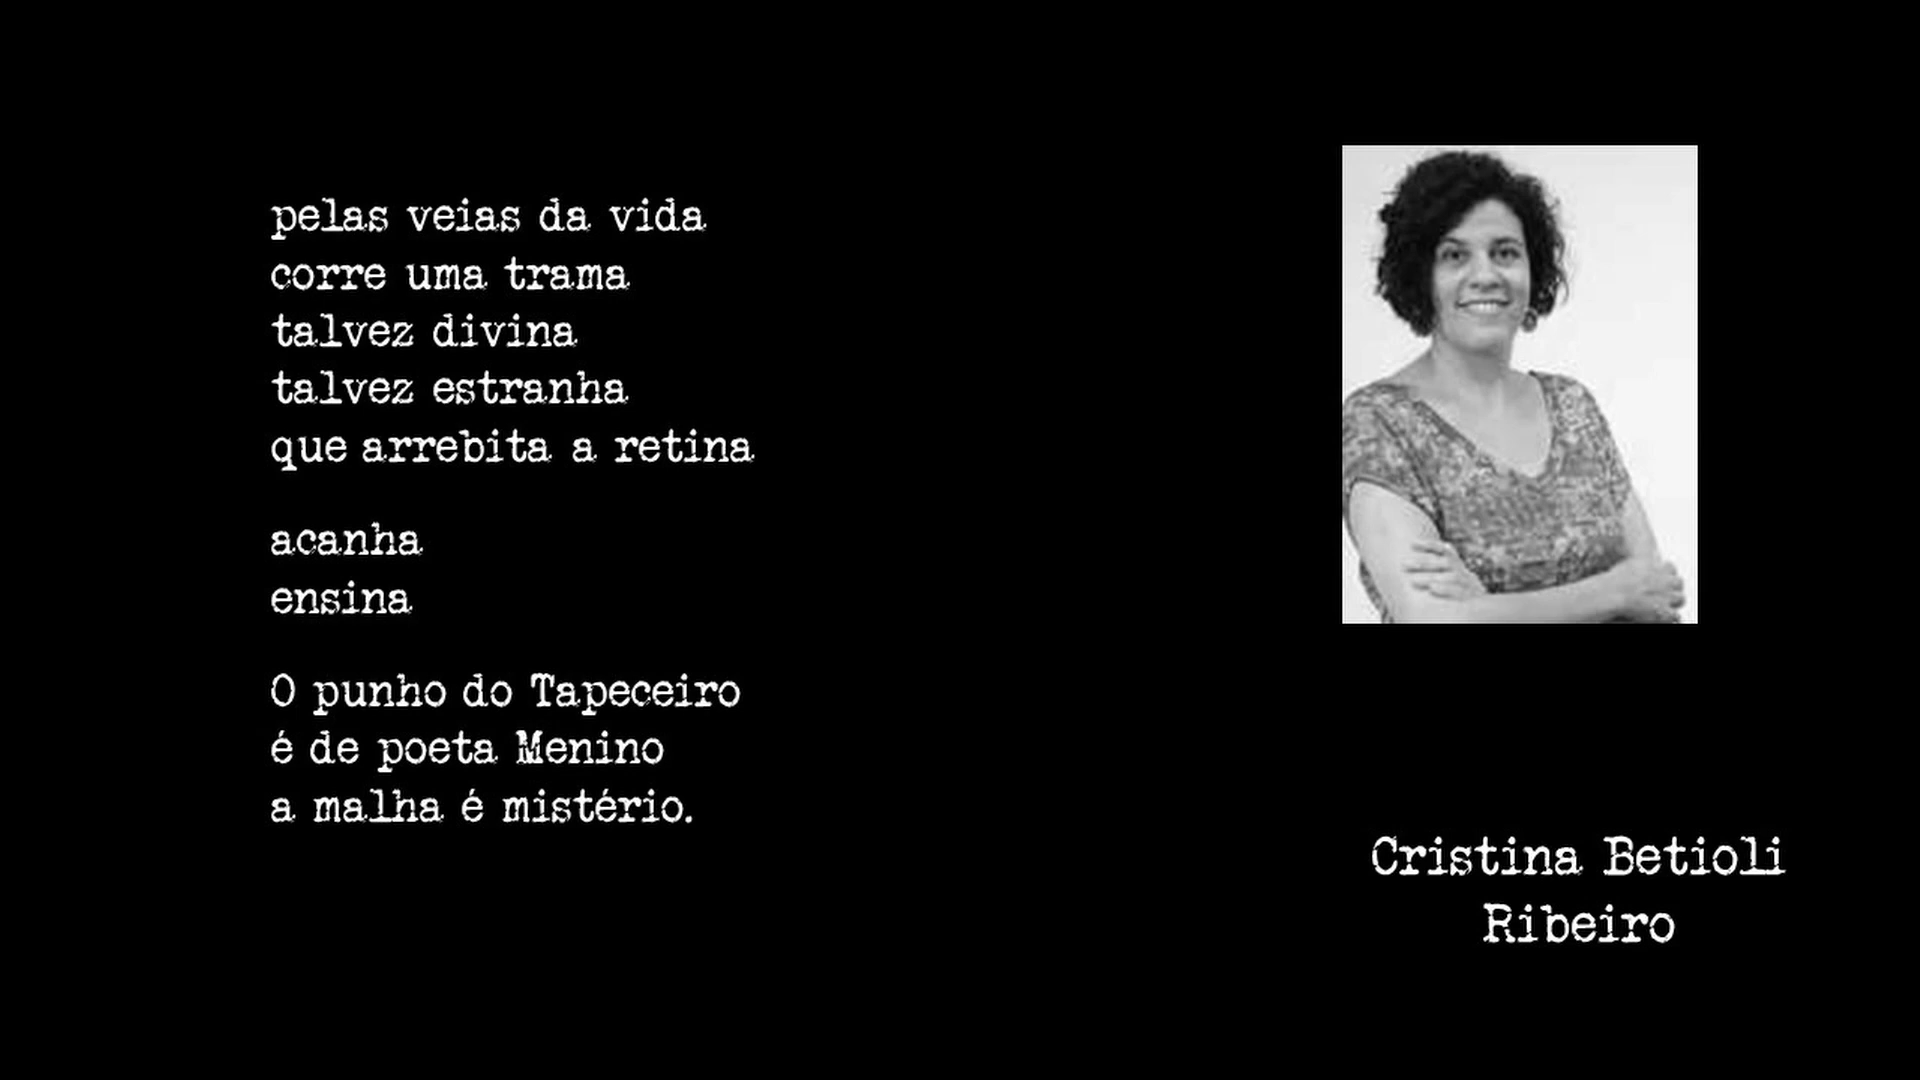 pelas veias da vida
corre uma trama
talvez divina
talvez estranha
que arrebita a retina
acanha
ensina
O punho do Tapeceiro
é de poeta Menino
a malha é mistério.
Cristina Betioli
Ribeiro